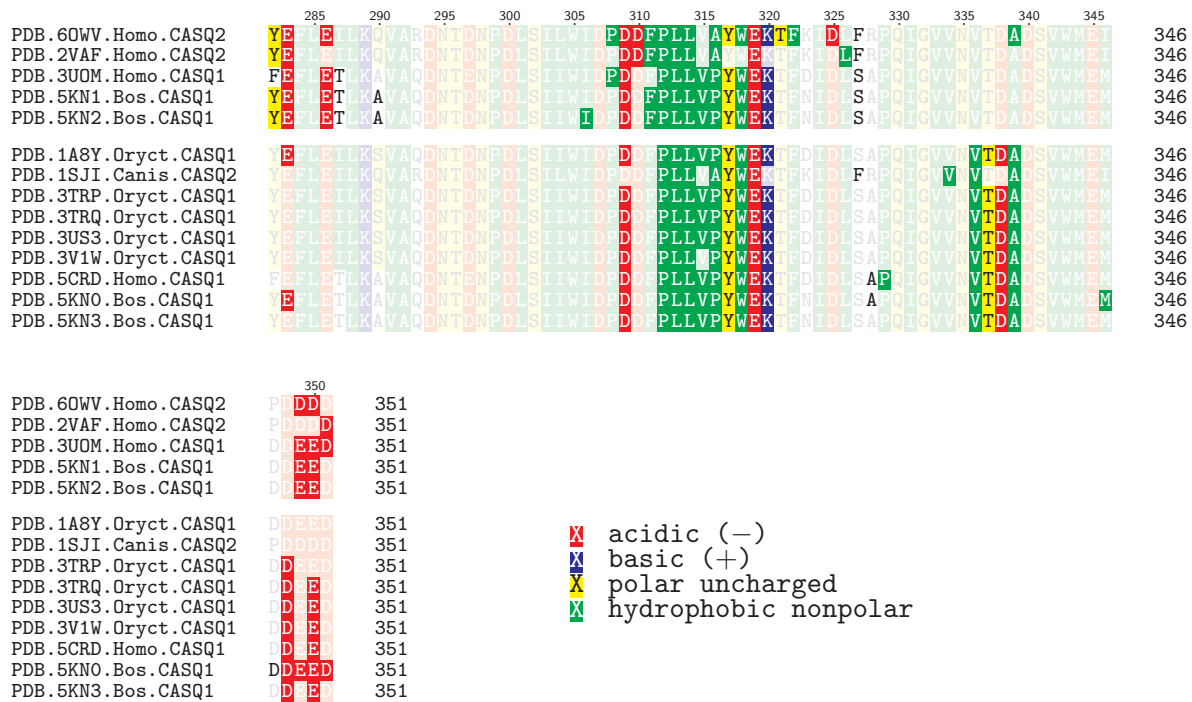 285 290 295 300 305 310 315 320 325 330 335 340 345
PDB.6OWV.Homo.CASQ2 YEFLEILKQVARDNTDNPDLSILWIDPDDFPLLVAYWEKTFKIDLFRPQIGVVNVTDADSVWMEI 346
PDB.2VAF.Homo.CASQ2 YEFLEILKQVARDNTDNPDLSILWIDPDDFPLLVAYWEKTFKIDLFRPQIGVVNVTDADSVWMEI 346
PDB.3UOM.Homo.CASQ1 FEFLETLKAVAQDNTDNPDLSIIWIDPDDFPLLVPYWEKTFDIDLSAPQIGVVNVTDADSVWMEM 346
PDB.5KN1.Bos.CASQ1 YEFLETLKAVAQDNTDNPDLSIIWIDPDDFPLLVPYWEKTFNIDLSAPQIGVVNVTDADSVWMEM 346
PDB.5KN2.Bos.CASQ1 YEFLETLKAVAQDNTDNPDLSIIWIDPDDFPLLVPYWEKTFNIDLSAPQIGVVNVTDADSVWMEM 346
PDB.1A8Y.Oryct.CASQ1 YEFLEILKSVAQDNTDNPDLSIIWIDPDDFPLLVPYWEKTFDIDLSAPQIGVVNVTDADSVWMEM 346
PDB.1SJI.Canis.CASQ2 YEFLEILKQVARDNTDNPDLSIVWIDPDDFPLLVAYWEKTFKIDLFRPQIGVVNVTDADSVWMEI 346
PDB.3TRP.Oryct.CASQ1 YEFLEILKSVAQDNTDNPDLSIIWIDPDDFPLLVPYWEKTFDIDLSAPQIGVVNVTDADSVWMEM 346
PDB.3TRQ.Oryct.CASQ1 YEFLEILKSVAQDNTDNPDLSIIWIDPDDFPLLVPYWEKTFDIDLSAPQIGVVNVTDADSVWMEM 346
PDB.3US3.Oryct.CASQ1 YEFLEILKSVAQDNTDNPDLSIIWIDPDDFPLLVPYWEKTFDIDLSAPQIGVVNVTDADSVWMEM 346
PDB.3V1W.Oryct.CASQ1 YEFLEILKSVAQDNTDNPDLSIIWIDPDDFPLLVPYWEKTFDIDLSAPQIGVVNVTDADSVWMEM 346
PDB.5CRD.Homo.CASQ1 FEFLETLKAVAQDNTDNPDLSIIWIDPDDFPLLVPYWEKTFDIDLSAPQIGVVNVTDADSVWMEM 346
PDB.5KN0.Bos.CASQ1 YEFLETLKAVAQDNTDNPDLSIIWIDPDDFPLLVPYWEKTFNIDLSAPQIGVVNVTDADSVWMEM 346
PDB.5KN3.Bos.CASQ1 YEFLETLKAVAQDNTDNPDLSIIWIDPDDFPLLVPYWEKTFNIDLSAPQIGVVNVTDADSVWMEM 346
350
PDB.6OWV.Homo.CASQ2 PDDDD 351
PDB.2VAF.Homo.CASQ2 PDDDD 351
PDB.3UOM.Homo.CASQ1 DDEED 351
PDB.5KN1.Bos.CASQ1 DDEED 351
PDB.5KN2.Bos.CASQ1 DDEED 351
PDB.1A8Y.Oryct.CASQ1 DDEED 351
PDB.1SJI.Canis.CASQ2 PDDDD 351
PDB.3TRP.Oryct.CASQ1 DDEED 351
PDB.3TRQ.Oryct.CASQ1 DDEED 351
PDB.3US3.Oryct.CASQ1 DDEED 351
PDB.3V1W.Oryct.CASQ1 DDEED 351
PDB.5CRD.Homo.CASQ1 DDEED 351
PDB.5KN0.Bos.CASQ1 DDEED 351
PDB.5KN3.Bos.CASQ1 DDEED 351
X acidic (−)
X basic (+)
X polar uncharged
X hydrophobic nonpolar